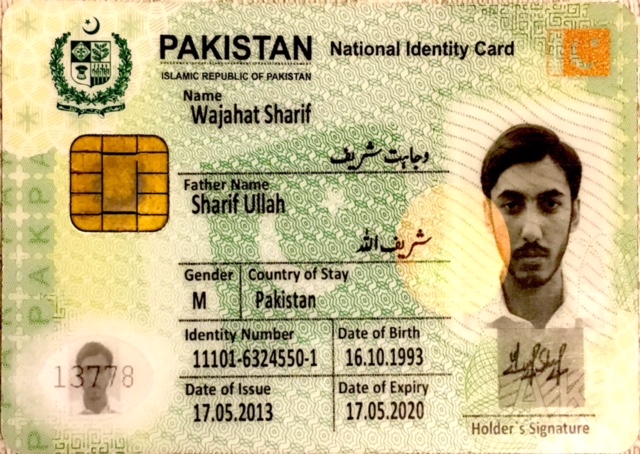 PAKISTAN National Identity Card
ISLAMIC REPUBLIC OF PAKISTAN
Name
Wajahat Sharif
وجاہت شریف
Father Name
Sharif Ullah
شریف اللہ
Gender Country of Stay
M Pakistan
Identity Number Date of Birth
11101-6324550-1 16.10.1993
13778
Date of Issue Date of Expiry
17.05.2013 17.05.2020
Holder's Signature